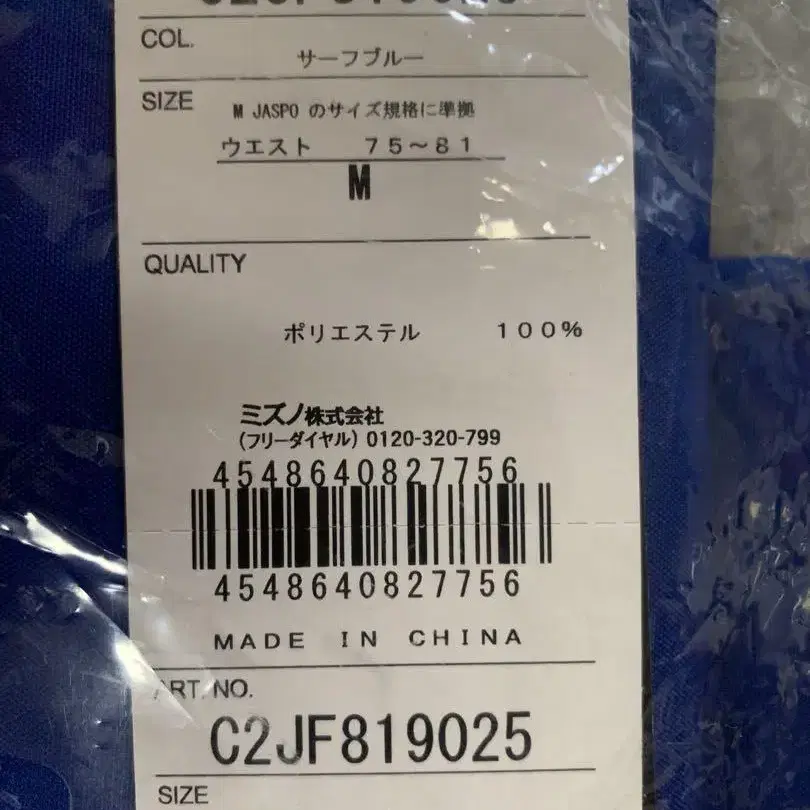 COL.
サーフブルー
SIZE
M JASPO のサイズ規格に準拠
ウエスト 75~81
M
QUALITY
ポリエステル 100%
ミズノ株式会社
(フリーダイヤル) 0120-320-799
4548640827756
4548640827756
MADE IN CHINA
ART.NO.
C2JF819025
SIZE